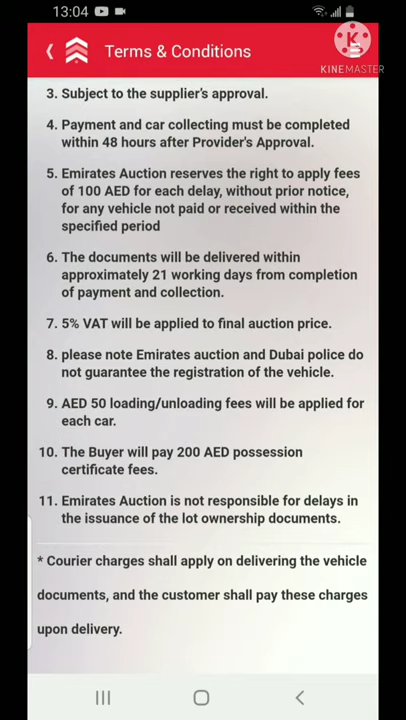 13:04
Terms & Conditions
KINEMASTER
3. Subject to the supplier's approval.
4. Payment and car collecting must be completed
within 48 hours after Provider's Approval.
5. Emirates Auction reserves the right to apply fees
of 100 AED for each delay, without prior notice,
for any vehicle not paid or received within the
specified period
6. The documents will be delivered within
approximately 21 working days from completion
of payment and collection.
7. 5% VAT will be applied to final auction price.
8. please note Emirates auction and Dubai police do
not guarantee the registration of the vehicle.
9. AED 50 loading/unloading fees will be applied for
each car.
10. The Buyer will pay 200 AED possession
certificate fees.
11. Emirates Auction is not responsible for delays in
the issuance of the lot ownership documents.
* Courier charges shall apply on delivering the vehicle
documents, and the customer shall pay these charges
upon delivery.